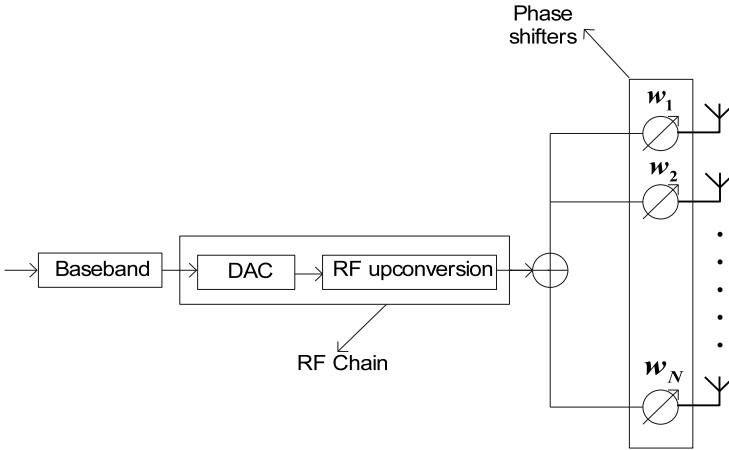 Phase
shifters
w1
w2
Baseband
DAC
RF upconversion
RF Chain
wN